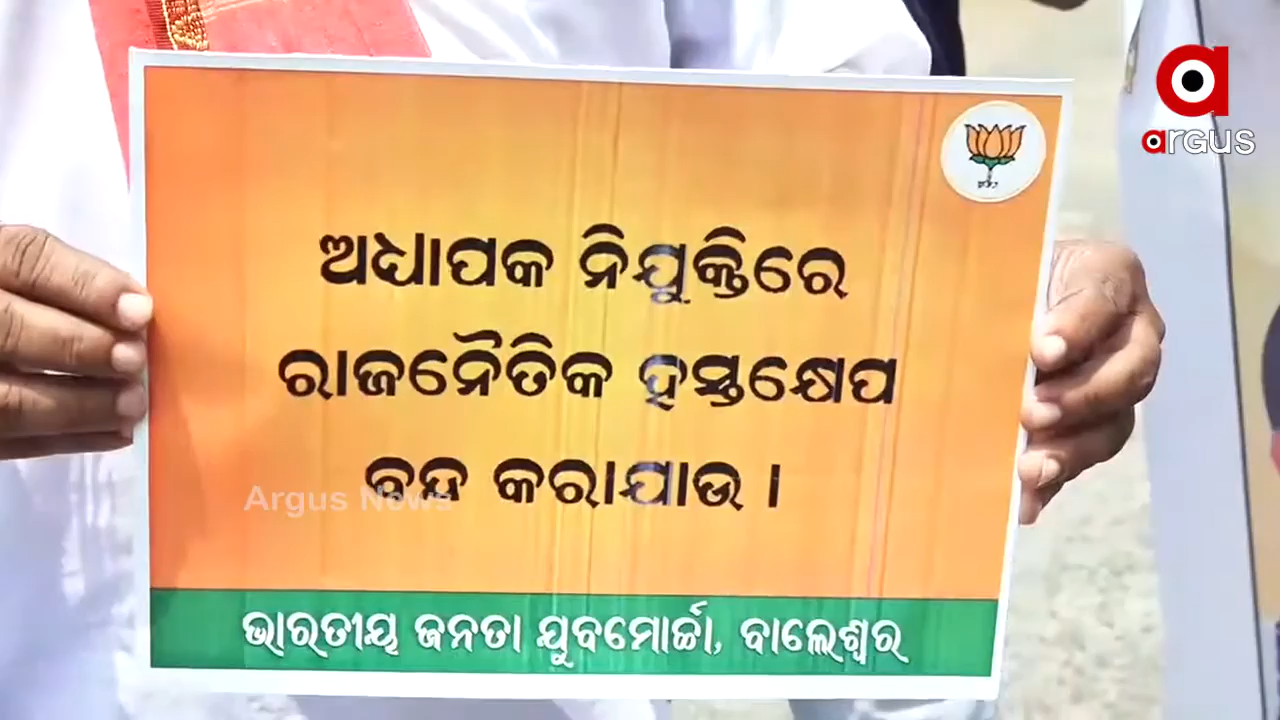 argus
ଅଧ୍ୟାପକ ନିଯୁକ୍ତିରେ
ରାଜନୈତିକ ହସ୍ତକ୍ଷେପ
ବନ୍ଦ କରାଯାଉ ।
Argus News
ଭାରତୀୟ ଜନତା ଯୁବମୋର୍ଚ୍ଚା, ବାଲେଶ୍ୱର